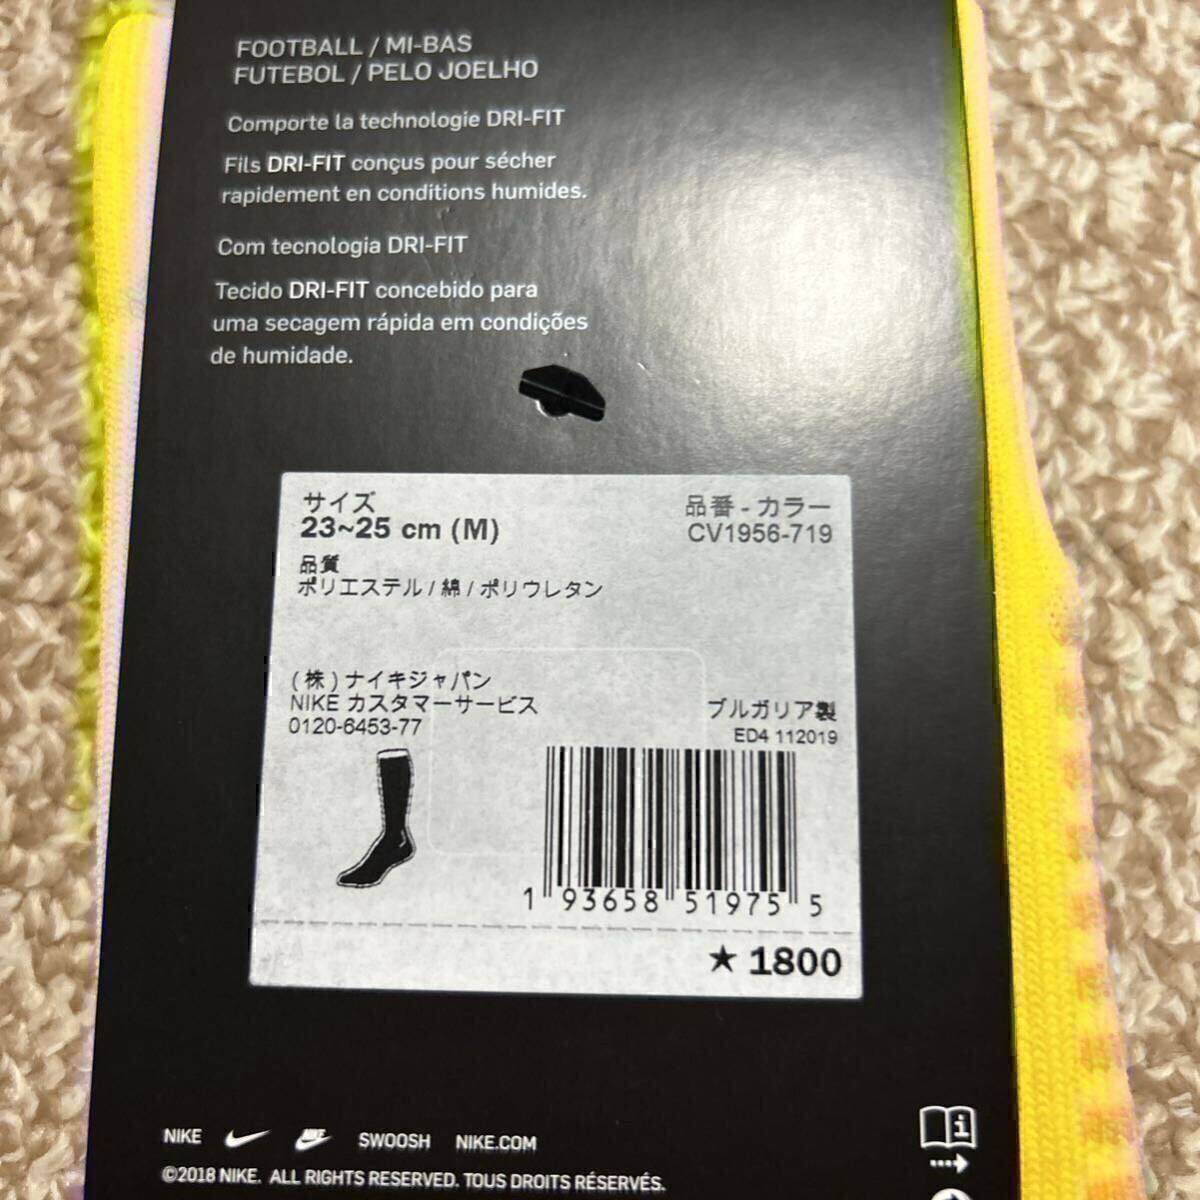 FOOTBALL / MI-BAS
FUTEBOL / PELO JOELHO
Comporte la technologie DRI-FIT
Fils DRI-FIT conçus pour sécher
rapidement en conditions humides.
Com tecnologia DRI-FIT
Tecido DRI-FIT concebido para
uma secagem rápida em condições
de humidade.
サイズ
23~25 cm (M)
品番 - カラー
CV1956-719
品質
ポリエステル / 綿 / ポリウレタン
(株) ナイキジャパン
NIKE カスタマーサービス
0120-6453-77
ブルガリア製
ED4 112019
1 93658 51975 5
★ 1800
NIKE NIKE SWOOSH NIKE.COM
©2018 NIKE. ALL RIGHTS RESERVED. TOUS DROITS RÉSERVÉS.